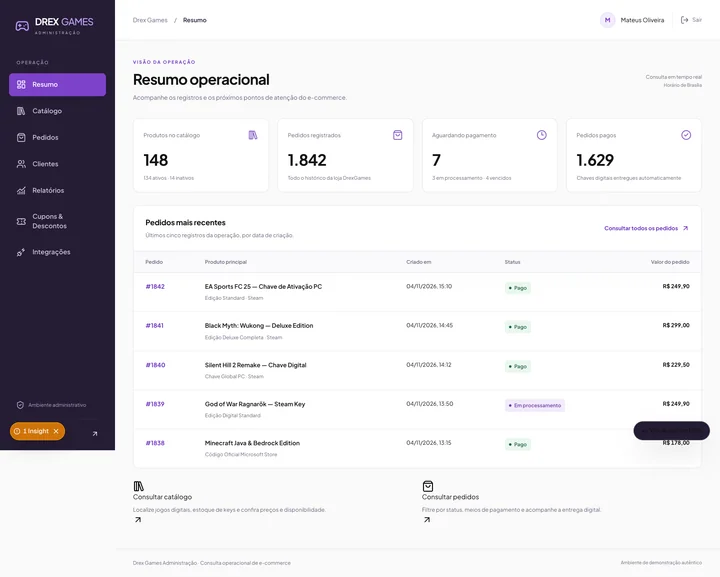 DREX GAMES
ADMINISTRAÇÃO
OPERAÇÃO
Resumo
Catálogo
Pedidos
Clientes
Relatórios
Cupons &
Descontos
Integrações
Ambiente administrativo
1 Insight
Drex Games / Resumo
M Mateus Oliveira
Sair
VISÃO DA OPERAÇÃO
Resumo operacional
Acompanhe os registros e os próximos pontos de atenção do e-commerce.
Consulta em tempo real
Horário de Brasília
Produtos no catálogo
148
134 ativos · 14 inativos
Pedidos registrados
1.842
Todo o histórico da loja DrexGames
Aguardando pagamento
7
3 em processamento · 4 vencidos
Pedidos pagos
1.629
Chaves digitais entregues automaticamente
Pedidos mais recentes
Últimos cinco registros da operação, por data de criação.
Consultar todos os pedidos
Pedido Produto principal Criado em Status Valor do pedido
#1842 EA Sports FC 25 — Chave de Ativação PC 04/11/2026, 15:10 Pago R$ 249,90
Edição Standard · Steam
#1841 Black Myth: Wukong — Deluxe Edition 04/11/2026, 14:45 Pago R$ 299,00
Edição Deluxe Completa · Steam
#1840 Silent Hill 2 Remake — Chave Digital 04/11/2026, 14:12 Pago R$ 229,50
Chave Global PC · Steam
#1839 God of War Ragnarök — Steam Key 04/11/2026, 13:50 Em processamento R$ 249,90
Edição Digital Standard
#1838 Minecraft Java & Bedrock Edition 04/11/2026, 13:15 Pago R$ 178,00
Código Oficial Microsoft Store
Consultar catálogo
Localize jogos digitais, estoque de keys e confira preços e disponibilidade.
Consultar pedidos
Filtre por status, meios de pagamento e acompanhe a entrega digital.
Drex Games Administração · Consulta operacional de e-commerce
Ambiente de demonstração autêntico